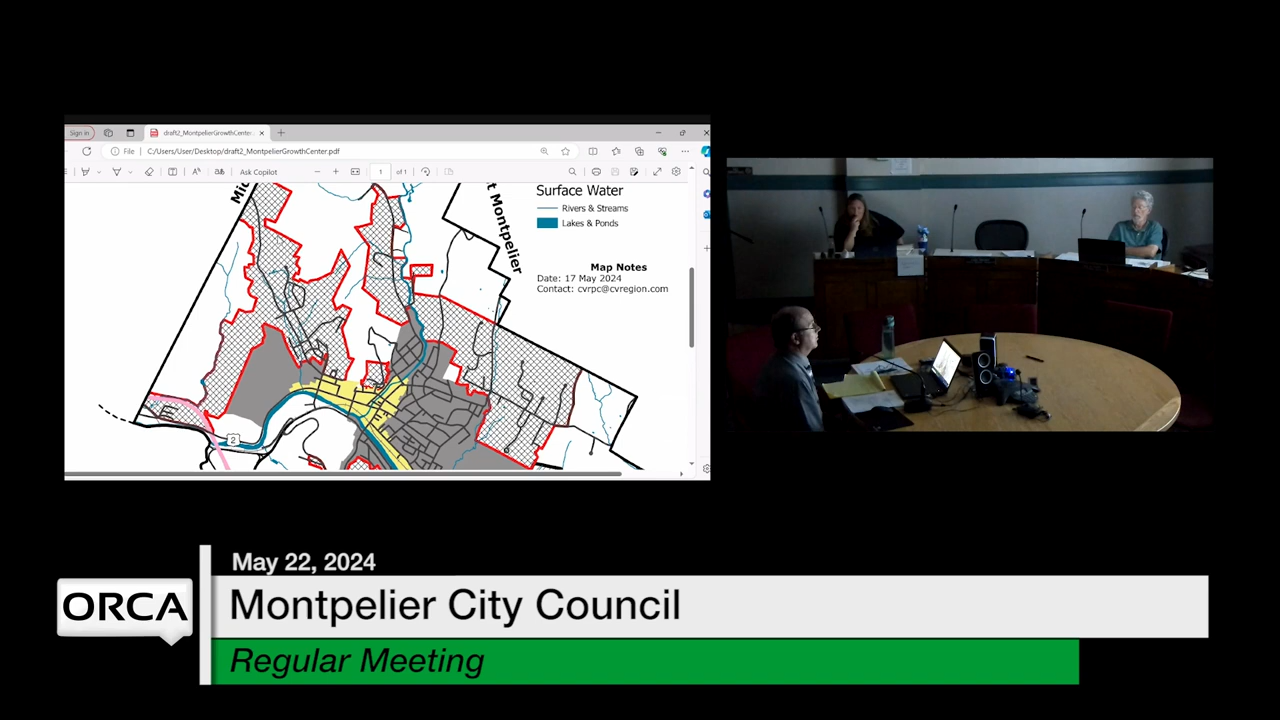 Sign in
draft2_MontpelierGrowthCenter.
File
C:/Users/User/Desktop/draft2_MontpelierGrowthCenter.pdf
Ask Copilot
1
of 1
Mid
t Montpelier
Surface Water
Rivers & Streams
Lakes & Ponds
Map Notes
Date: 17 May 2024
Contact: cvrpc@cvregion.com
2
May 22, 2024
ORCA
Montpelier City Council
Regular Meeting